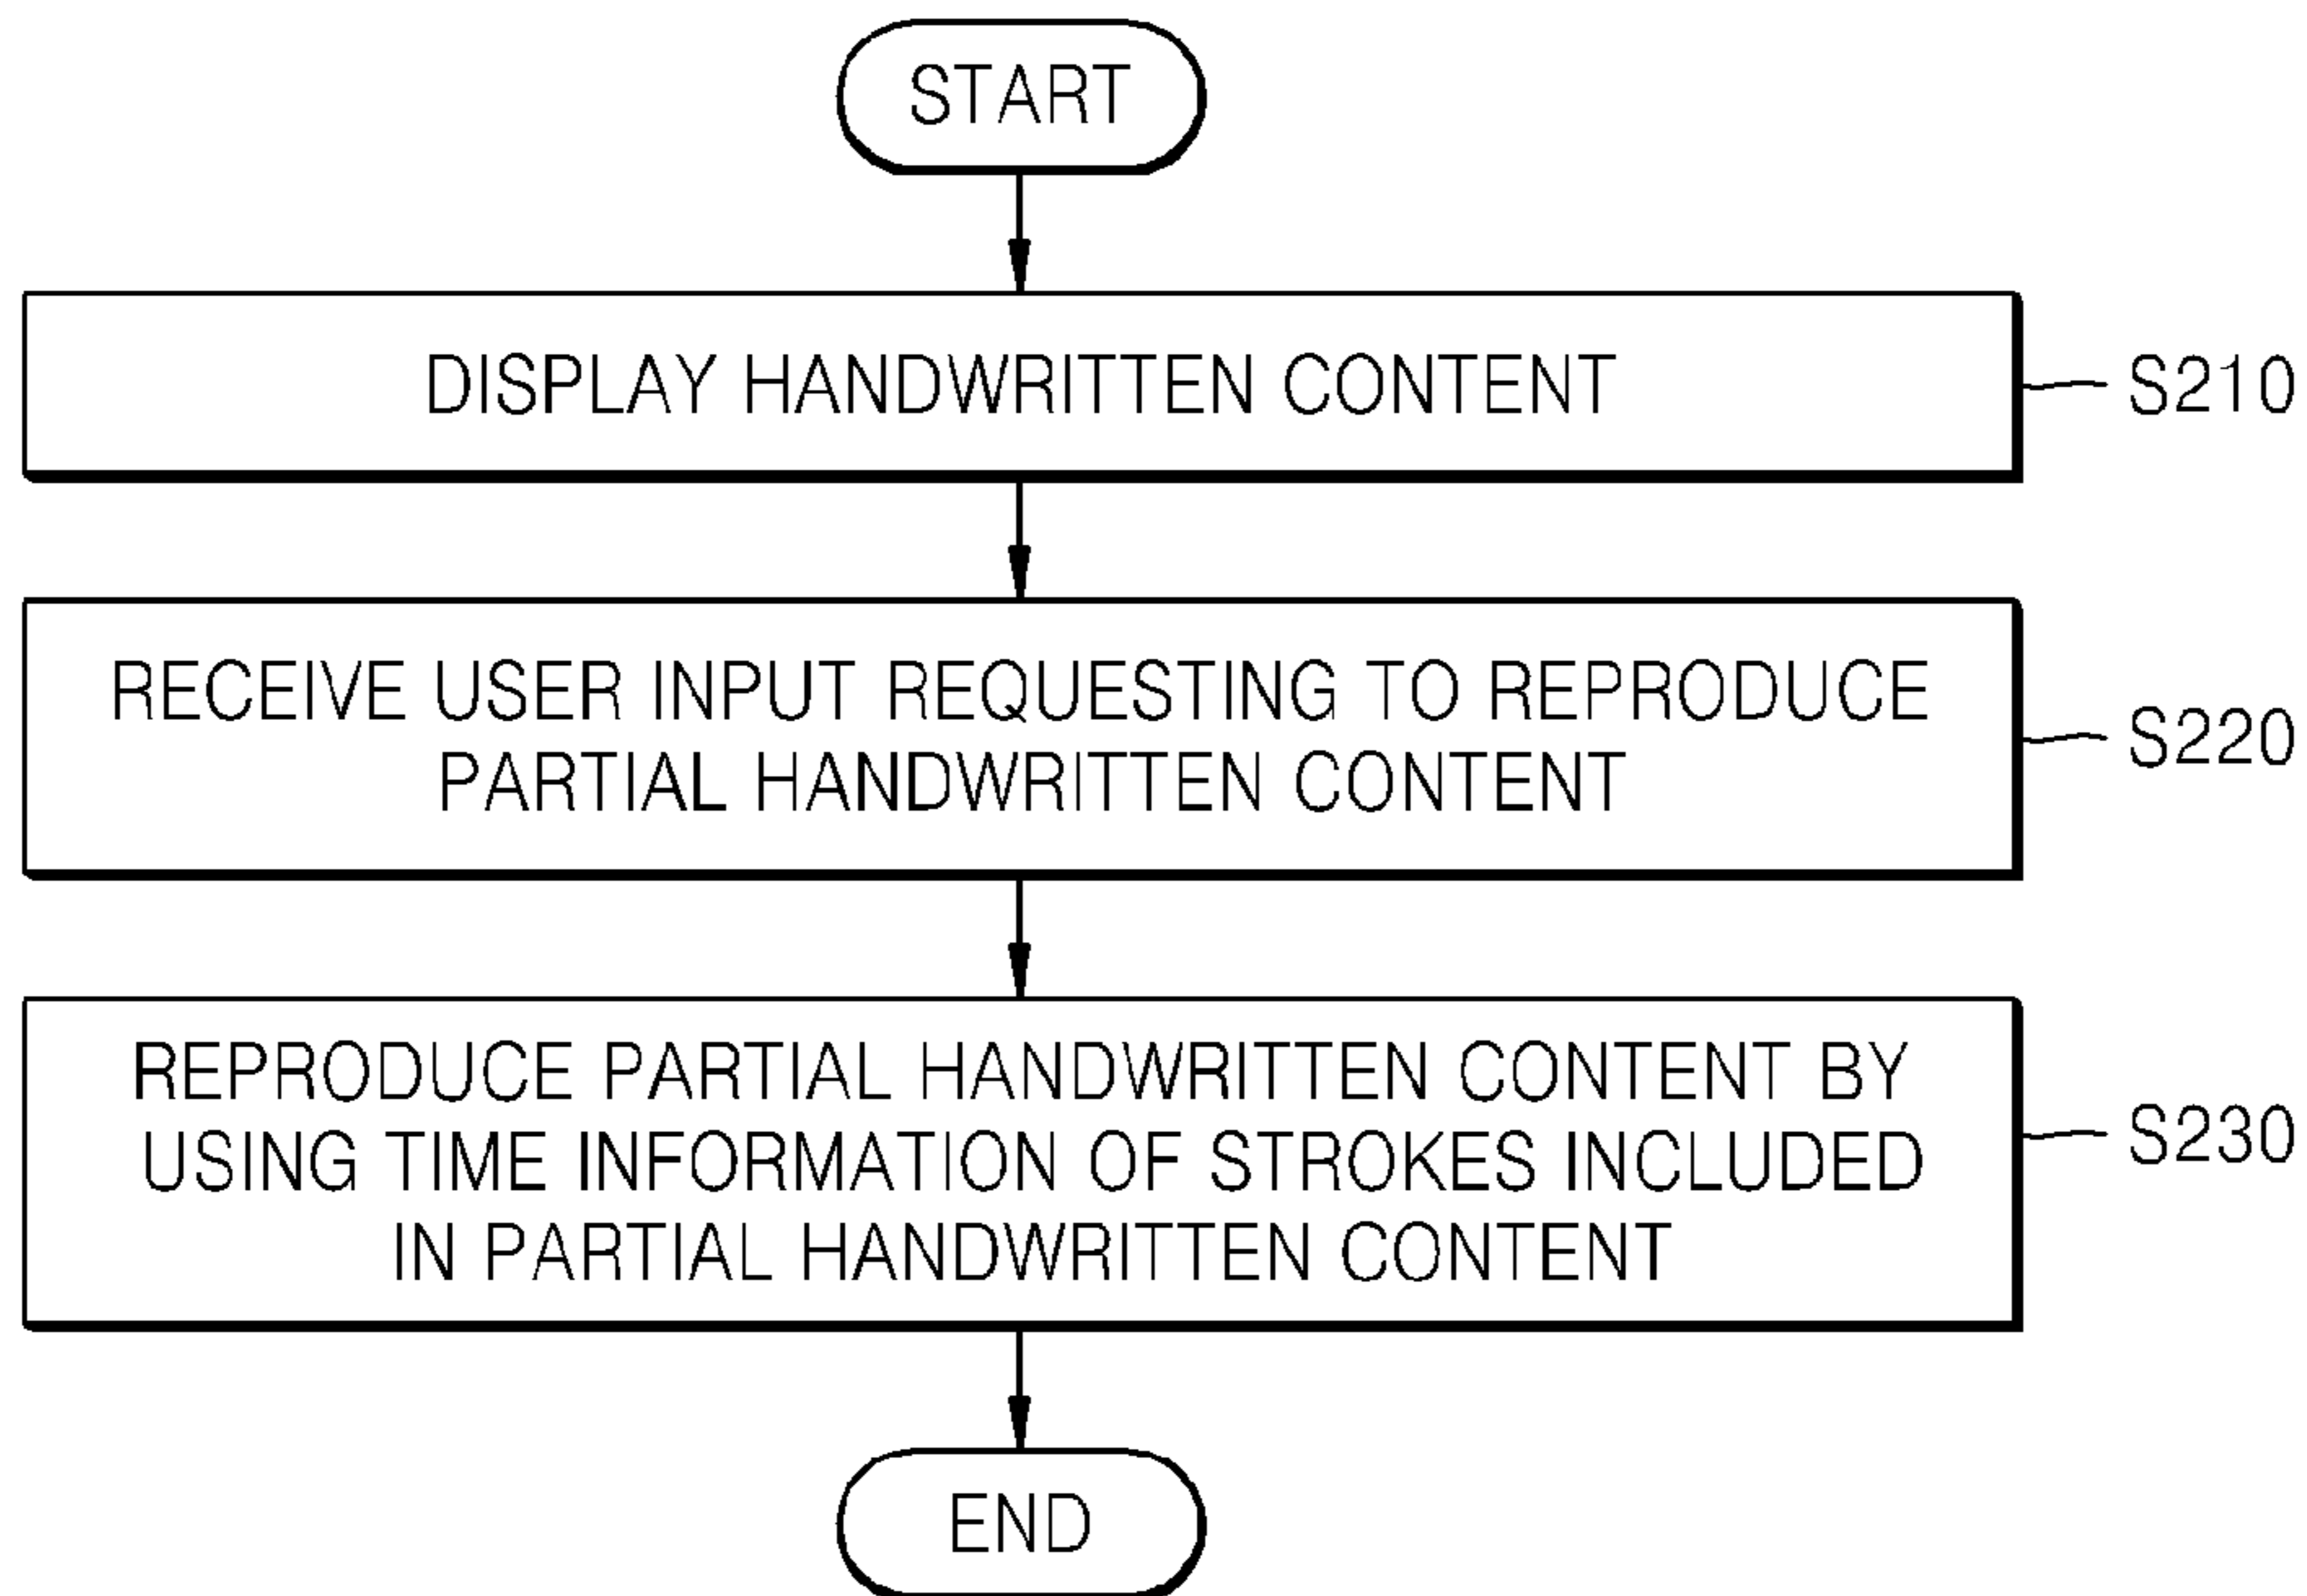 START
DISPLAY HANDWRITTEN CONTENT
S210
RECEIVE USER INPUT REQUESTING TO REPRODUCE
PARTIAL HANDWRITTEN CONTENT
S220
REPRODUCE PARTIAL HANDWRITTEN CONTENT BY
USING TIME INFORMATION OF STROKES INCLUDED
IN PARTIAL HANDWRITTEN CONTENT
S230
END